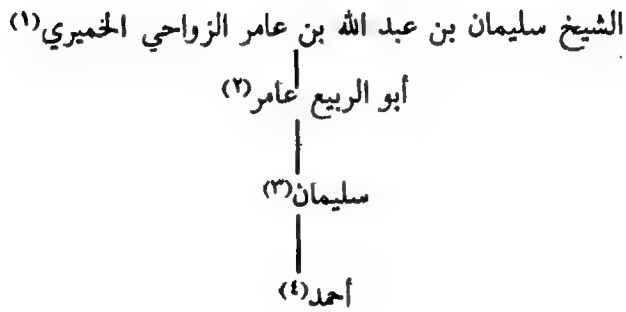 الشيخ سليمان بن عبد الله بن عامر الزواحي الخميري(١)
أبو الربيع عامر(٢)
سليمان(٣)
أحمد(٤)